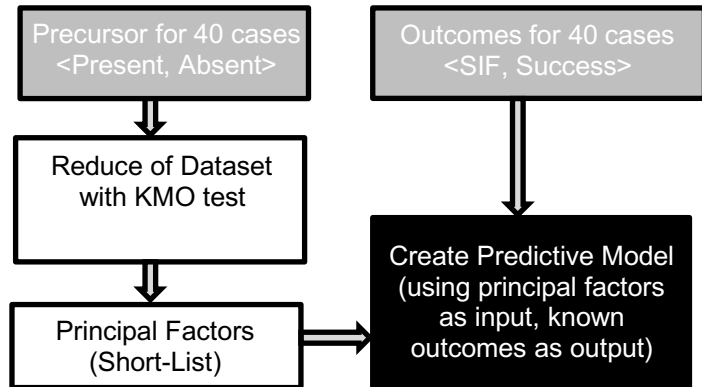 Precursor for 40 cases
<Present, Absent>
Outcomes for 40 cases
<SIF, Success>
Reduce of Dataset
with KMO test
Principal Factors
(Short-List)
Create Predictive Model
(using principal factors
as input, known
outcomes as output)